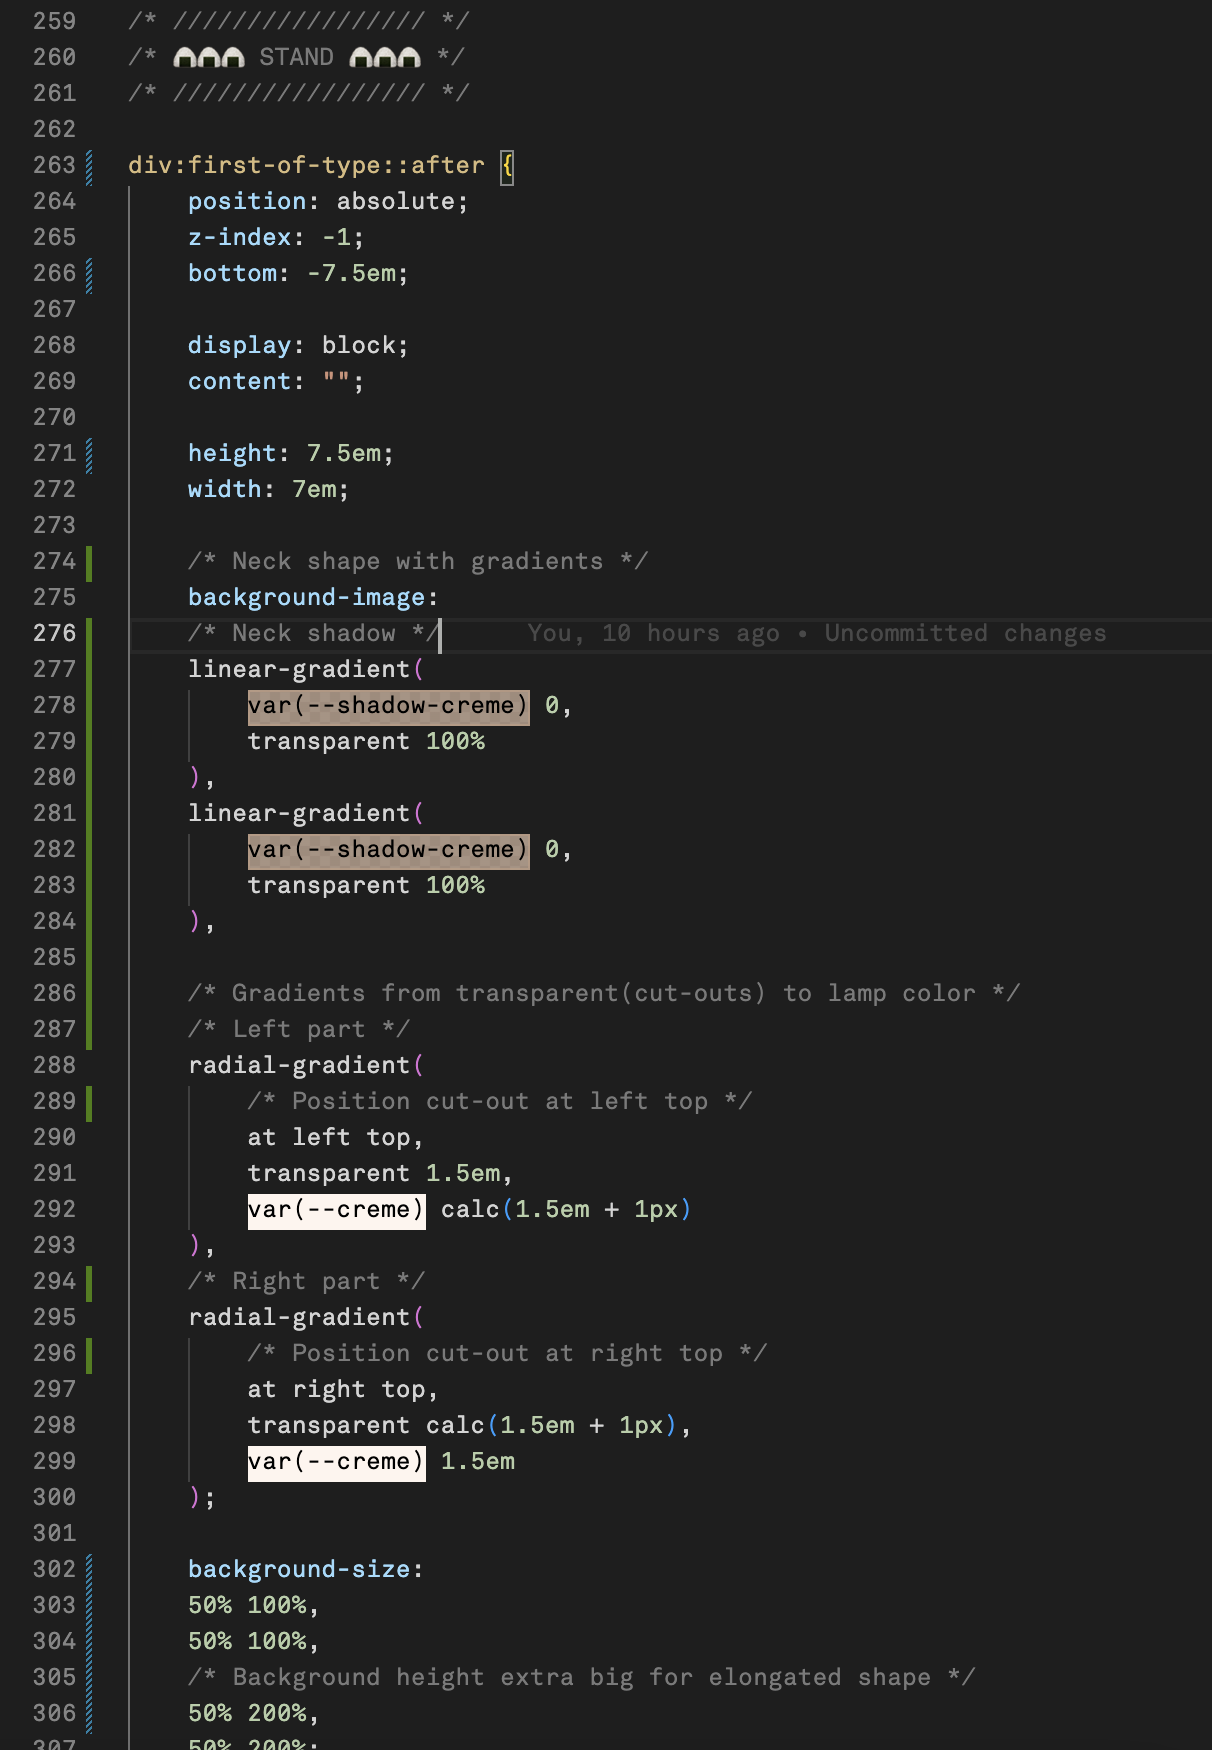 259 /* ///////////////// */
260 /* 🍙🍙🍙 STAND 🍙🍙🍙 */
261 /* ///////////////// */
262
263 div:first-of-type::after {
264 position: absolute;
265 z-index: -1;
266 bottom: -7.5em;
267
268 display: block;
269 content: "";
270
271 height: 7.5em;
272 width: 7em;
273
274 /* Neck shape with gradients */
275 background-image:
276 /* Neck shadow */ You, 10 hours ago • Uncommitted changes
277 linear-gradient(
278 var(--shadow-creme) 0,
279 transparent 100%
280 ),
281 linear-gradient(
282 var(--shadow-creme) 0,
283 transparent 100%
284 ),
285
286 /* Gradients from transparent(cut-outs) to lamp color */
287 /* Left part */
288 radial-gradient(
289 /* Position cut-out at left top */
290 at left top,
291 transparent 1.5em,
292 var(--creme) calc(1.5em + 1px)
293 ),
294 /* Right part */
295 radial-gradient(
296 /* Position cut-out at right top */
297 at right top,
298 transparent calc(1.5em + 1px),
299 var(--creme) 1.5em
300 );
301
302 background-size:
303 50% 100%,
304 50% 100%,
305 /* Background height extra big for elongated shape */
306 50% 200%,
307 50% 200%;